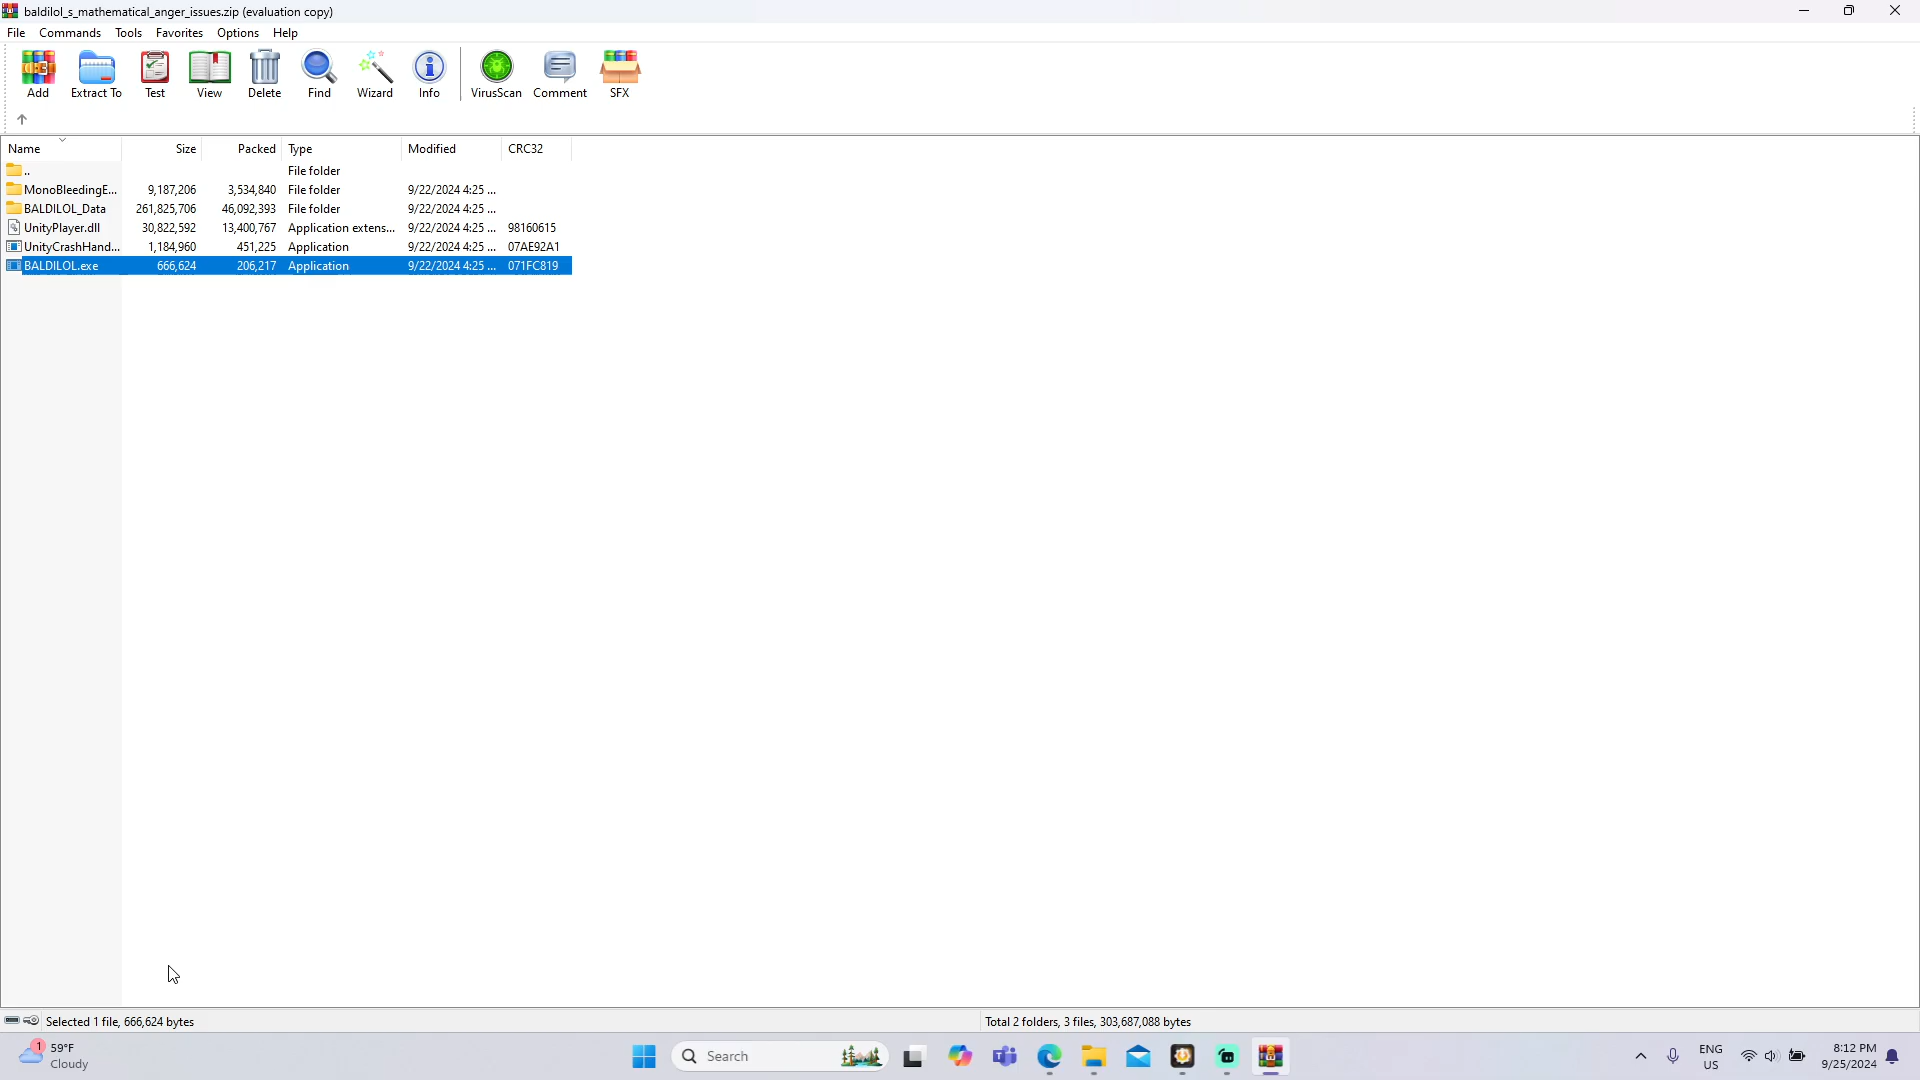 baldilol_s_mathematical_anger_issues.zip (evaluation copy)
File Commands Tools Favorites Options Help
Add Extract To Test View Delete Find Wizard Info VirusScan Comment SFX
Name Size Packed Type Modified CRC32
.. File folder
MonoBleedingE... 9,187,206 3,534,840 File folder 9/22/2024 4:25 ...
BALDILOL_Data 261,825,706 46,092,393 File folder 9/22/2024 4:25 ...
UnityPlayer.dll 30,822,592 13,400,767 Application extens... 9/22/2024 4:25 ... 98160615
UnityCrashHand... 1,184,960 451,225 Application 9/22/2024 4:25 ... 07AE92A1
BALDILOL.exe 666,624 206,217 Application 9/22/2024 4:25 ... 071FC819
Selected 1 file, 666,624 bytes Total 2 folders, 3 files, 303,687,088 bytes
1 59°F Search ENG 8:12 PM
Cloudy US 9/25/2024